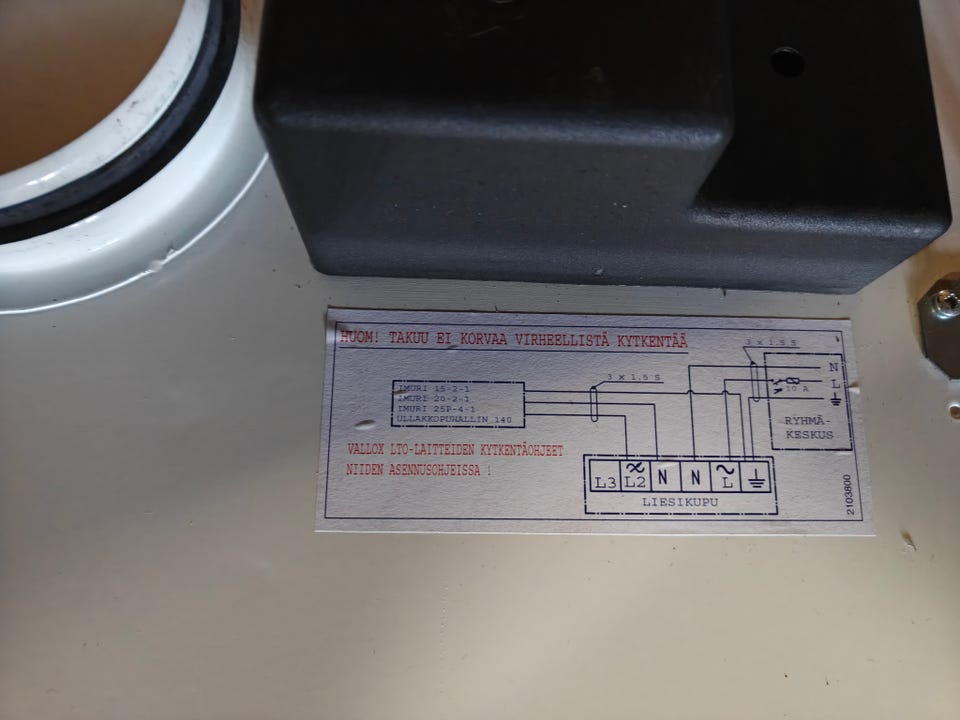 HUOM! TAKUU EI KORVAA VIRHEELLISTÄ KYTKENTÄÄ
3 x 1.5 S
N
L
10 A
RYHMÄ-
KESKUS
3 x 1.5 S
IMURI 15-2-1
IMURI 20-2-1
IMURI 25P-4-1
ULLAKKOPUHALLIN 140
VALLOX LTO-LAITTEIDEN KYTKENTÄOHJEET
NIIDEN ASENNUSOHJEISSA !
L3 L2 N N L
LIESIKUPU
2103800